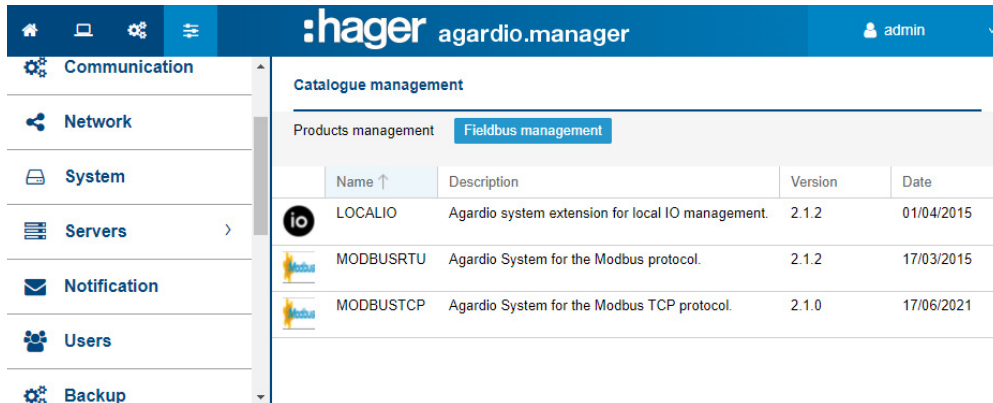 :hager agardio.manager
admin
Communication
Network
System
Servers
Notification
Users
Backup
Catalogue management
Products management Fieldbus management
Name ↑ Description Version Date
io LOCALIO Agardio system extension for local IO management. 2.1.2 01/04/2015
Modbus MODBUSRTU Agardio System for the Modbus protocol. 2.1.2 17/03/2015
Modbus MODBUSTCP Agardio System for the Modbus TCP protocol. 2.1.0 17/06/2021